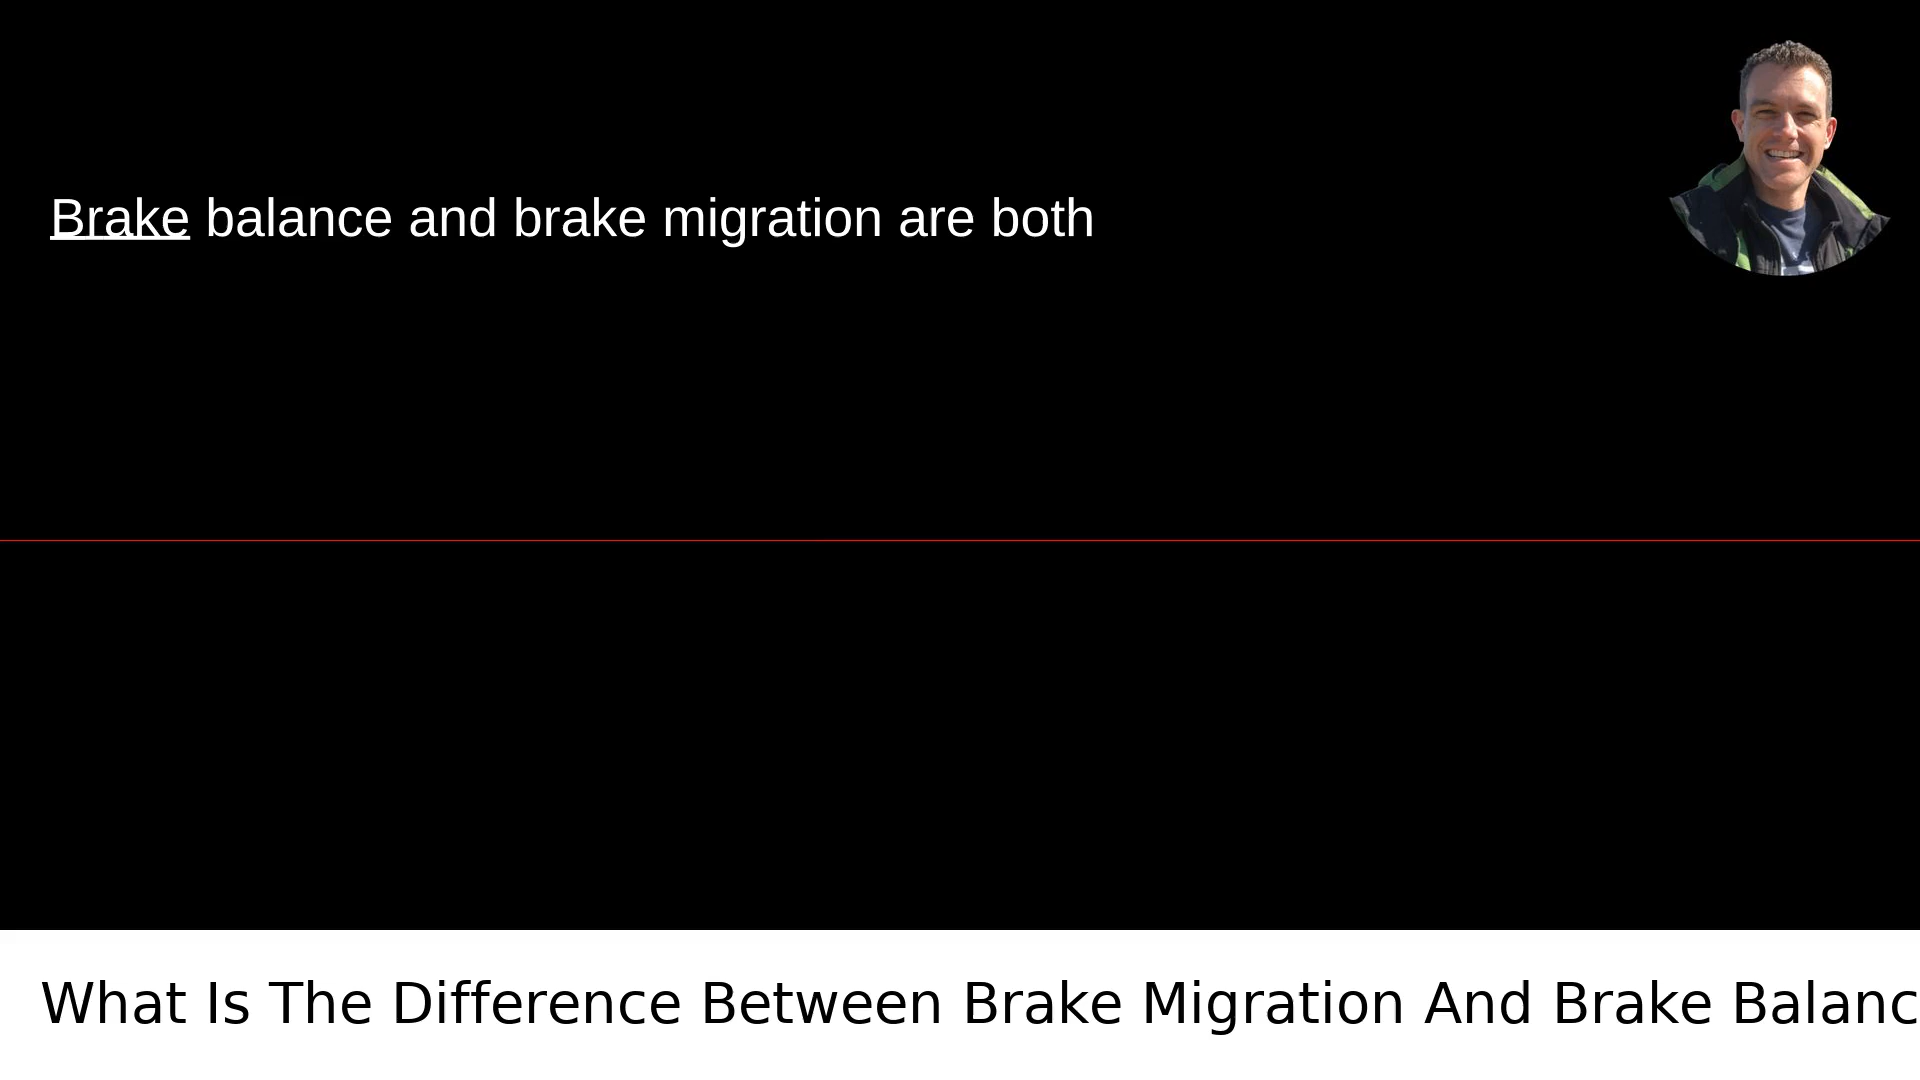 Brake balance and brake migration are both
What Is The Difference Between Brake Migration And Brake Balanc